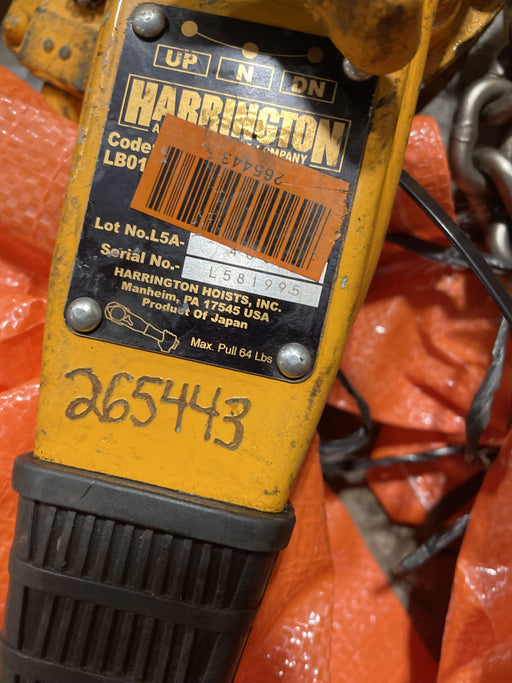 UP N DN
HARRINGTON
COMPANY
Code
LB01
265443
Lot No.L5A-
Serial No.- L581995
HARRINGTON HOISTS, INC.
Manheim, PA 17545 USA
Product Of Japan
Max. Pull 64 Lbs
265443